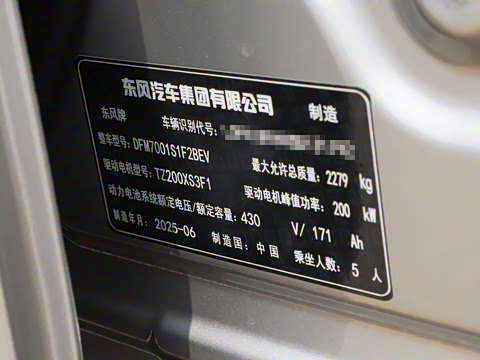 东风汽车集团有限公司 制造
东风牌 车辆识别代号:
整车型号: DFM7001S1F2BEV 最大允许总质量: 2279 kg
驱动电机型号: TZ200XS3F1 驱动电机峰值功率: 200 kW
动力电池系统额定电压/额定容量: 430 V/ 171 Ah
制造年月: 2025-06 制造国: 中国 乘坐人数: 5 人